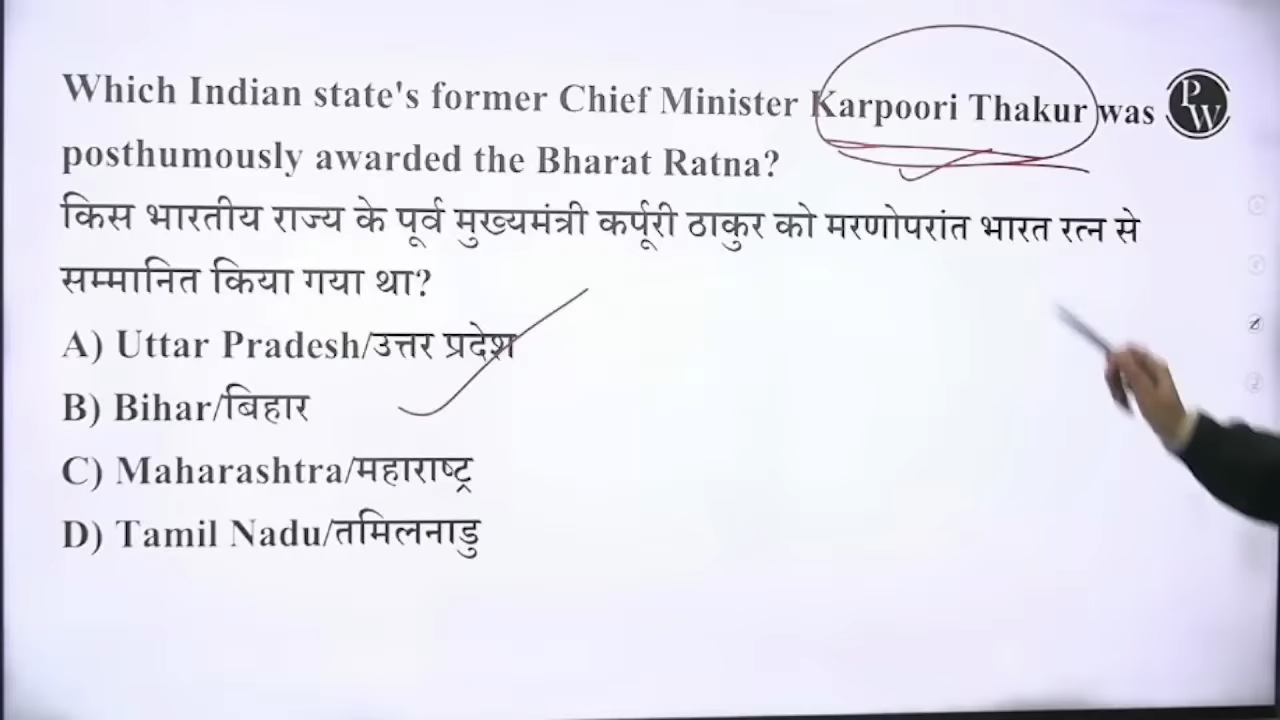 Which Indian state's former Chief Minister Karpoori Thakur was
posthumously awarded the Bharat Ratna?
किस भारतीय राज्य के पूर्व मुख्यमंत्री कर्पूरी ठाकुर को मरणोपरांत भारत रत्न से
सम्मानित किया गया था?
A) Uttar Pradesh/उत्तर प्रदेश
B) Bihar/बिहार
C) Maharashtra/महाराष्ट्र
D) Tamil Nadu/तमिलनाडु
PW